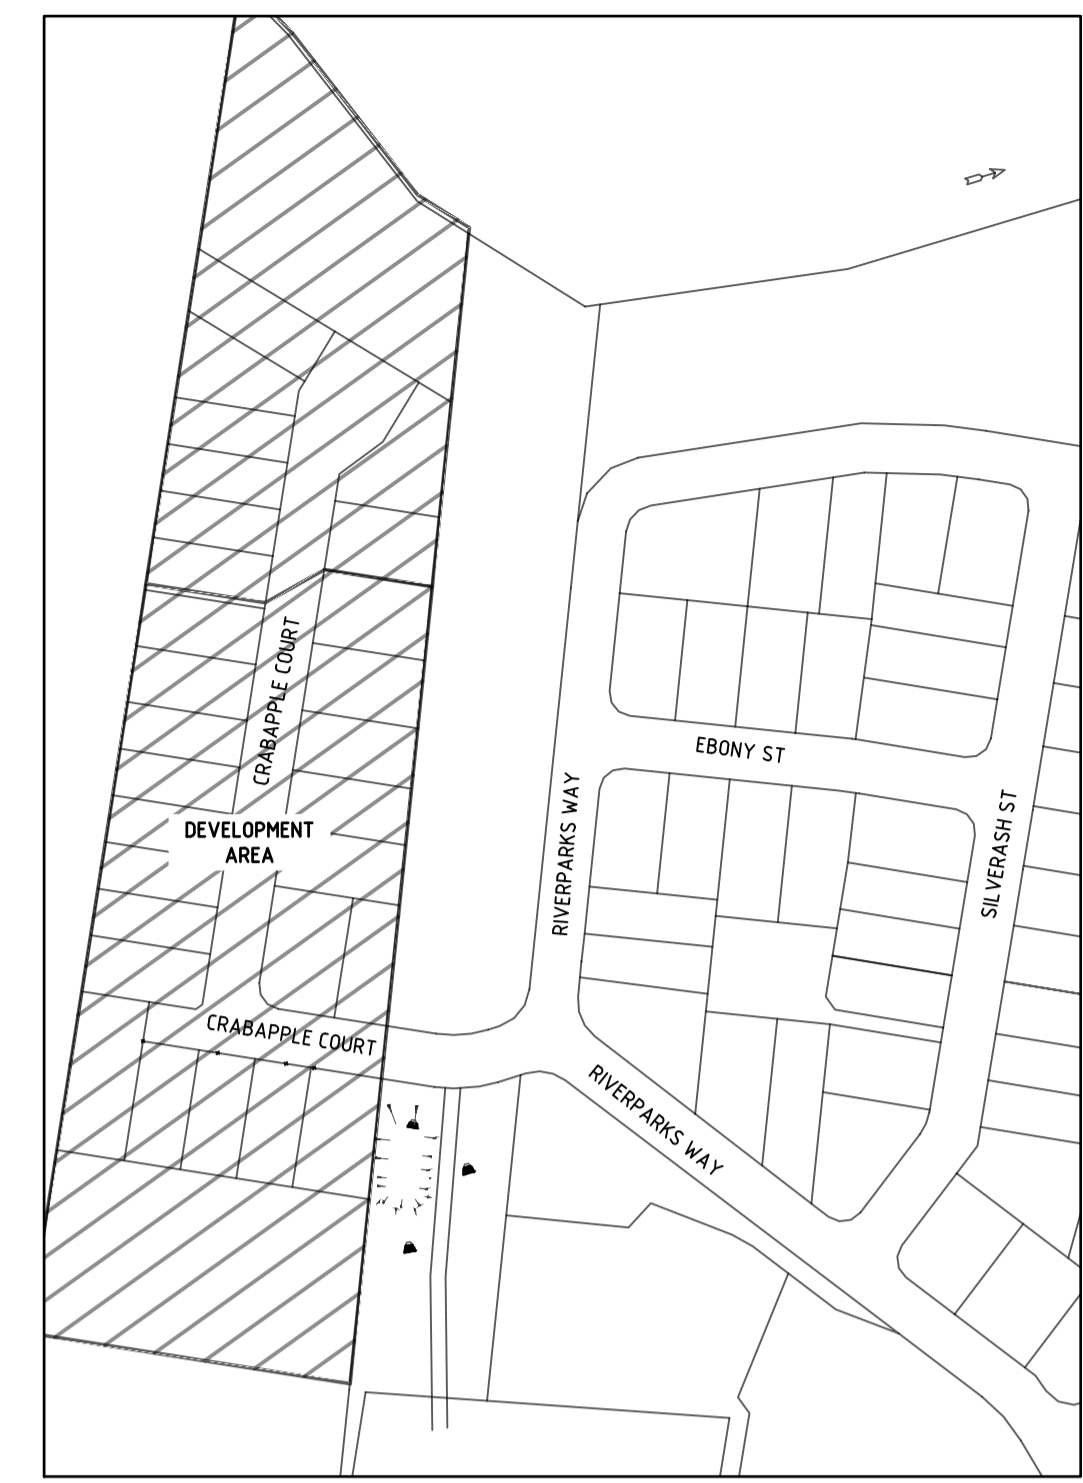 CRABAPPLE COURT
EBONY ST
RIVERPARKS WAY
SILVERASH ST
DEVELOPMENT
AREA
CRABAPPLE COURT
RIVERPARKS WAY